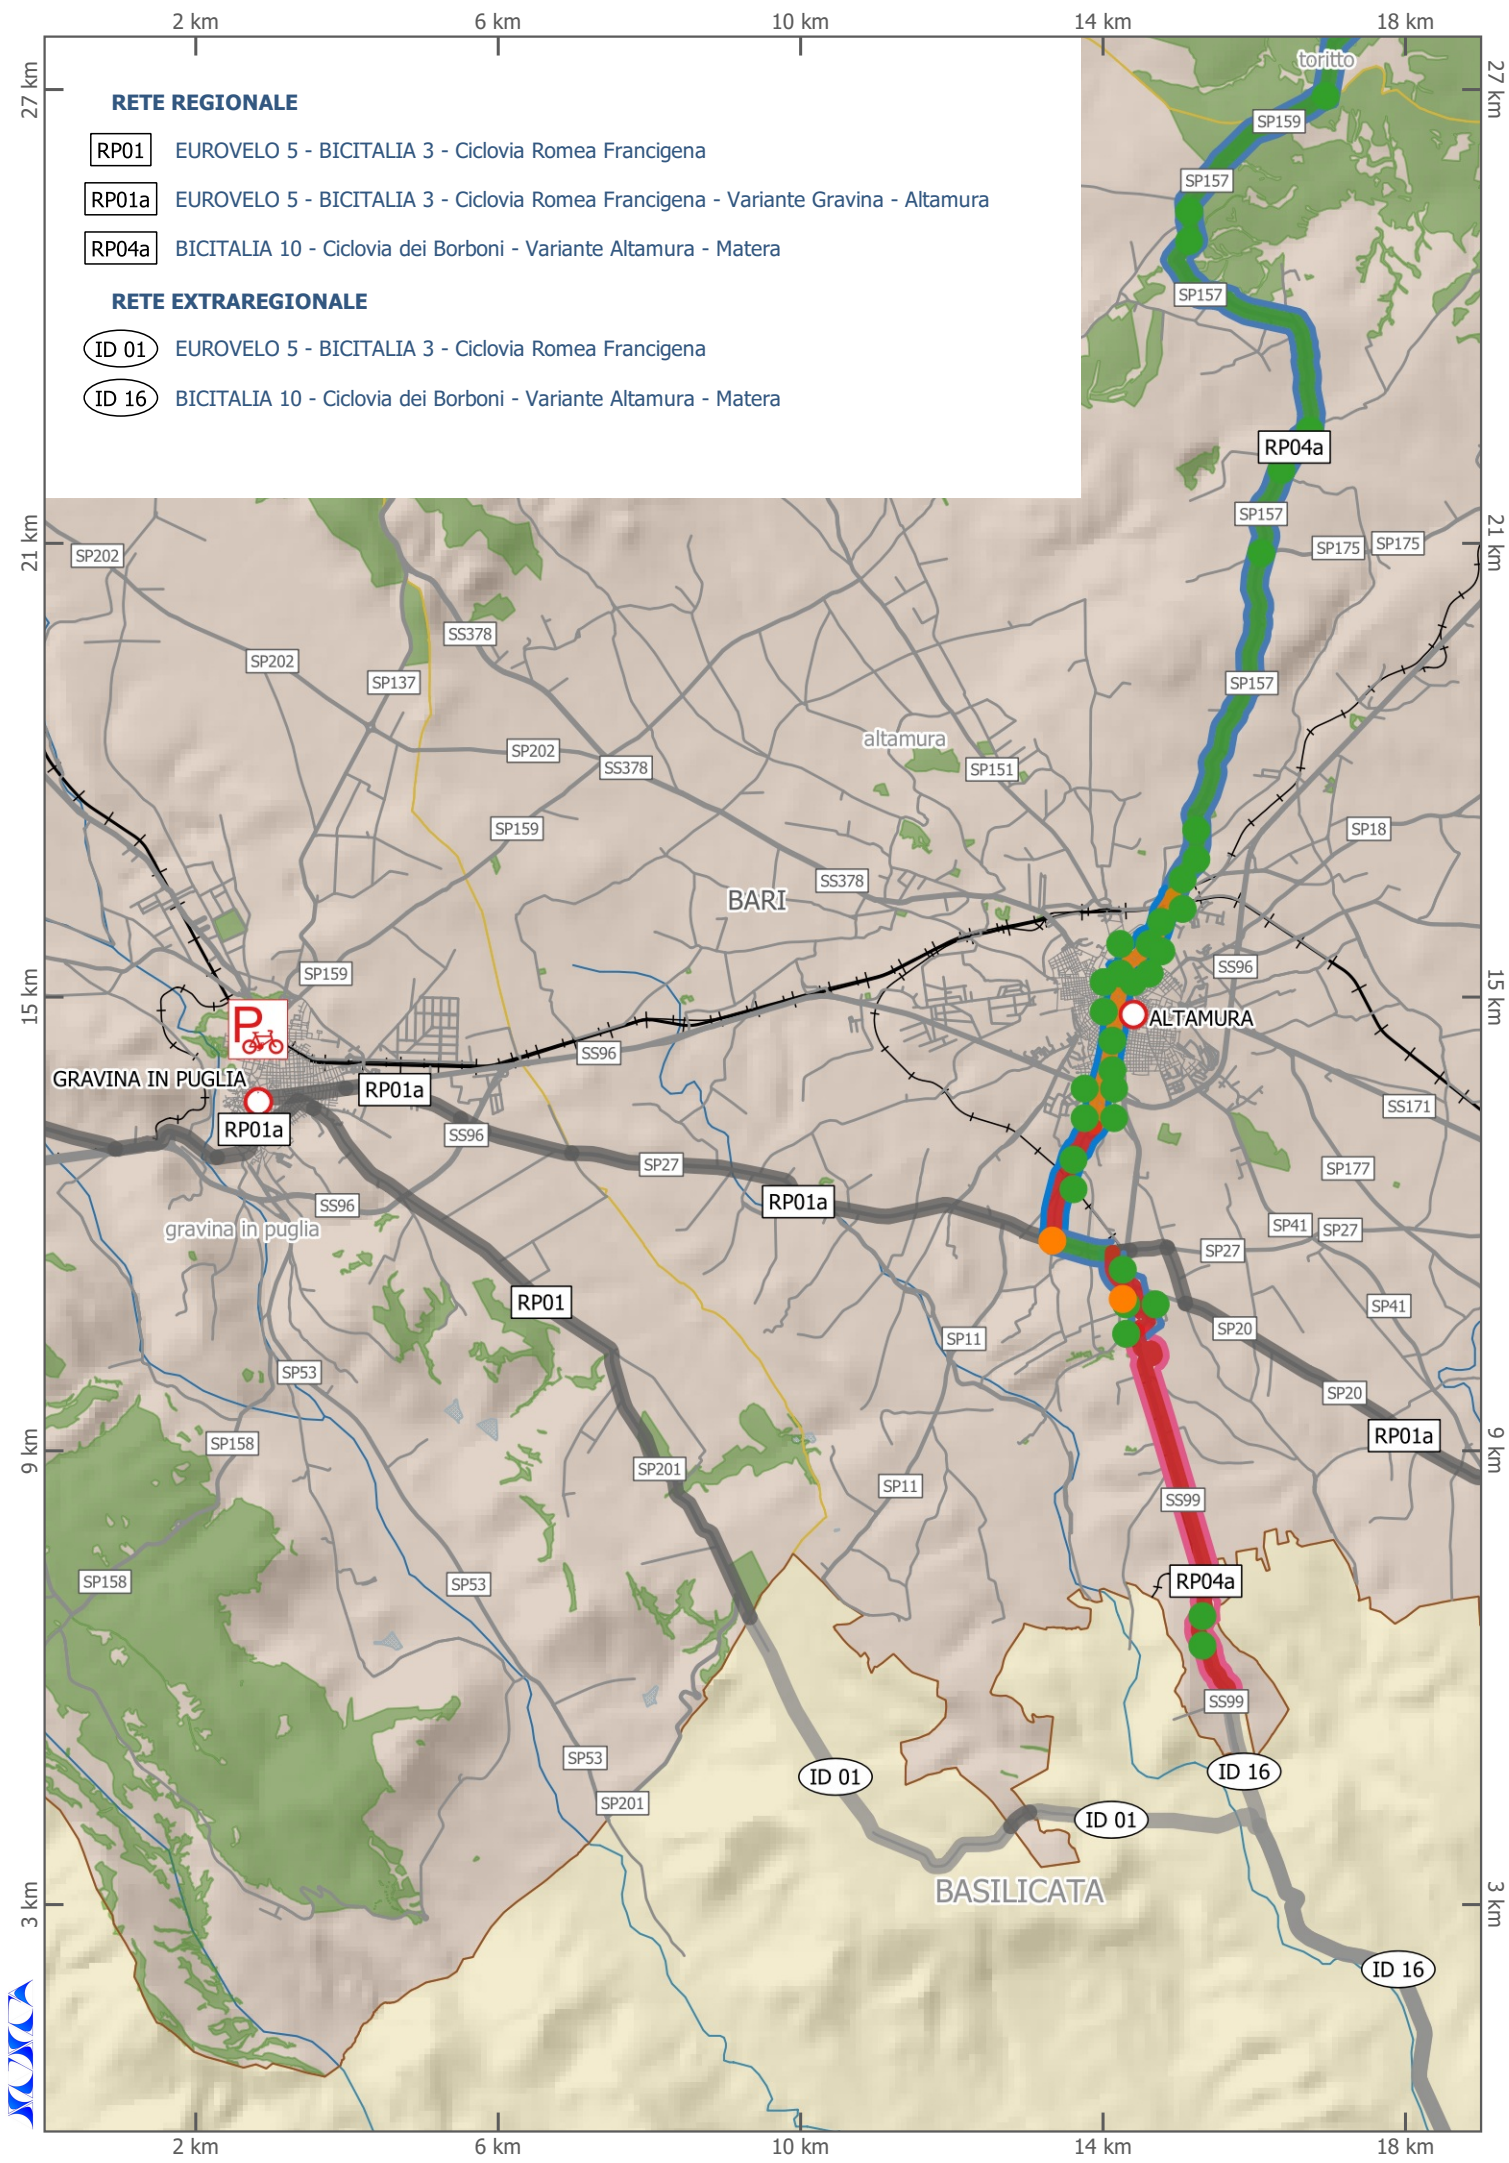 2 km 6 km 10 km 14 km 18 km
27 km
27 km
toritto
RETE REGIONALE
SP159
RP01 EUROVELO 5 - BICITALIA 3 - Ciclovia Romea Francigena
SP157
RP01a EUROVELO 5 - BICITALIA 3 - Ciclovia Romea Francigena - Variante Gravina - Altamura
RP04a BICITALIA 10 - Ciclovia dei Borboni - Variante Altamura - Matera
SP157
RETE EXTRAREGIONALE
ID 01 EUROVELO 5 - BICITALIA 3 - Ciclovia Romea Francigena
ID 16 BICITALIA 10 - Ciclovia dei Borboni - Variante Altamura - Matera
RP04a
SP157
21 km
SP202
SP175 SP175
21 km
SS378
SP202
SP137
SP157
altamura
SP202
SS378
SP151
SP159
SP18
SS378
BARI
SP159
SS96
15 km
15 km
P
ALTAMURA
SS96
GRAVINA IN PUGLIA
RP01a
SS171
RP01a
SS96
SP27
SP177
RP01a
SS96
gravina in puglia
SP41 SP27
SP27
RP01
SP41
SP20
SP11
SP53
SP20
9 km
SP158
RP01a
9 km
SP201
SP11
SS99
SP158
SP53
RP04a
SS99
SP53
ID 16
ID 01
SP201
ID 01
BASILICATA
3 km
3 km
ID 16
2 km 6 km 10 km 14 km 18 km